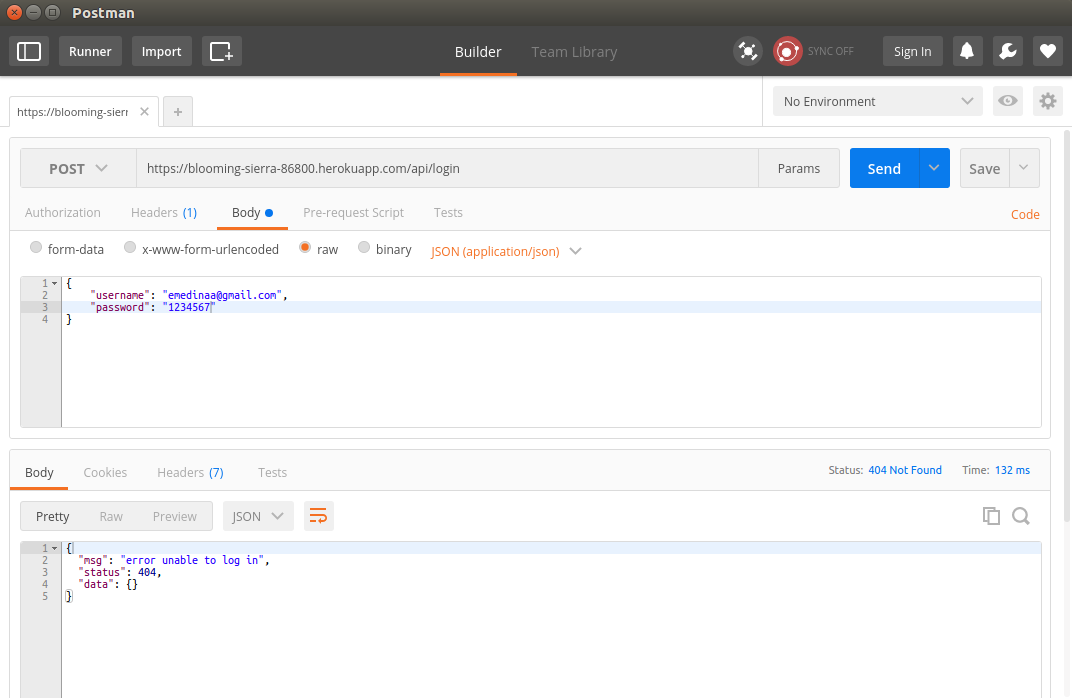 Postman
Runner
Import
Builder
Team Library
SYNC OFF
Sign In
https://blooming-sierr
No Environment
POST
https://blooming-sierra-86800.herokuapp.com/api/login
Params
Send
Save
Authorization
Headers (1)
Body
Pre-request Script
Tests
Code
form-data
x-www-form-urlencoded
raw
binary
JSON (application/json)
1 {
2 "username": "emedinaa@gmail.com",
3 "password": "1234567"
4 }
Body
Cookies
Headers (7)
Tests
Status: 404 Not Found
Time: 132 ms
Pretty
Raw
Preview
JSON
1 {
2 "msg": "error unable to log in",
3 "status": 404,
4 "data": {}
5 }